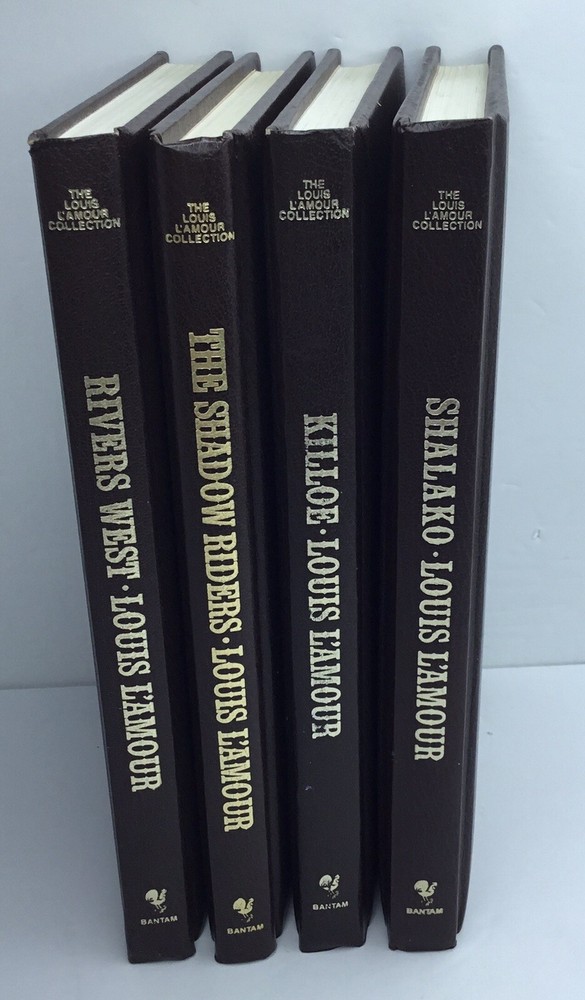 THE
LOUIS
L'AMOUR
COLLECTION
RIVERS WEST · LOUIS L'AMOUR
BANTAM
THE
LOUIS
L'AMOUR
COLLECTION
THE SHADOW RIDERS · LOUIS L'AMOUR
BANTAM
THE
LOUIS
L'AMOUR
COLLECTION
KILLOE · LOUIS L'AMOUR
BANTAM
THE
LOUIS
L'AMOUR
COLLECTION
SHALAKO · LOUIS L'AMOUR
BANTAM